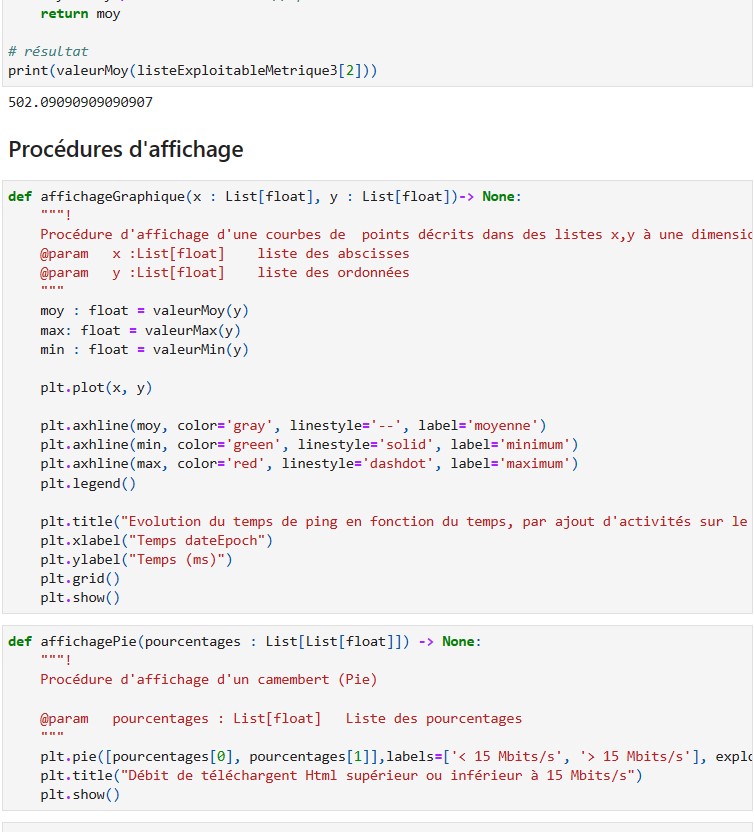 return moy
# résultat
print(valeurMoy(listeExploitableMetrique3[2]))
502.09090909090907
Procédures d'affichage
def affichageGraphique(x : List[float], y : List[float])-> None:
"""!
Procédure d'affichage d'une courbes de  points décrits dans des listes x,y à une
@param   x :List[float]    liste des abscisses
@param   y :List[float]    liste des ordonnées
"""
moy : float = valeurMoy(y)
max: float = valeurMax(y)
min : float = valeurMin(y)
plt.plot(x, y)
plt.axhline(moy, color='gray', linestyle='--', label='moyenne')
plt.axhline(min, color='green', linestyle='solid', label='minimum')
plt.axhline(max, color='red', linestyle='dashdot', label='maximum')
plt.legend()
plt.title("Evolution du temps de ping en fonction du temps, par ajout d'activités sur le
plt.xlabel("Temps dateEpoch")
plt.ylabel("Temps (ms)")
plt.grid()
plt.show()
def affichagePie(pourcentages : List[List[float]]) -> None:
"""!
Procédure d'affichage d'un camembert (Pie)
@param   pourcentages : List[float]   Liste des pourcentages
"""
plt.pie([pourcentages[0], pourcentages[1]],labels=['< 15 Mbits/s', '> 15 Mbits/s'],
plt.title("Débit de téléchargent Html supérieur ou inférieur à 15 Mbits/s")
plt.show()